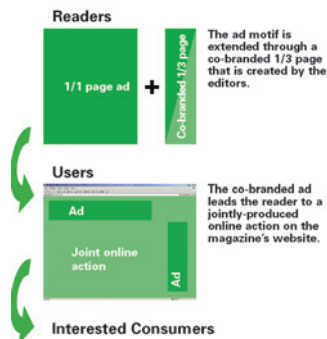 Readers
1/1 page ad
+
Co-branded 1/3 page
The ad motif is
extended through a
co-branded 1/3 page
that is created by the
editors.
Users
Ad
Joint online
action
Ad
The co-branded ad
leads the reader to a
jointly-produced
online action on the
magazine's website.
Interested Consumers